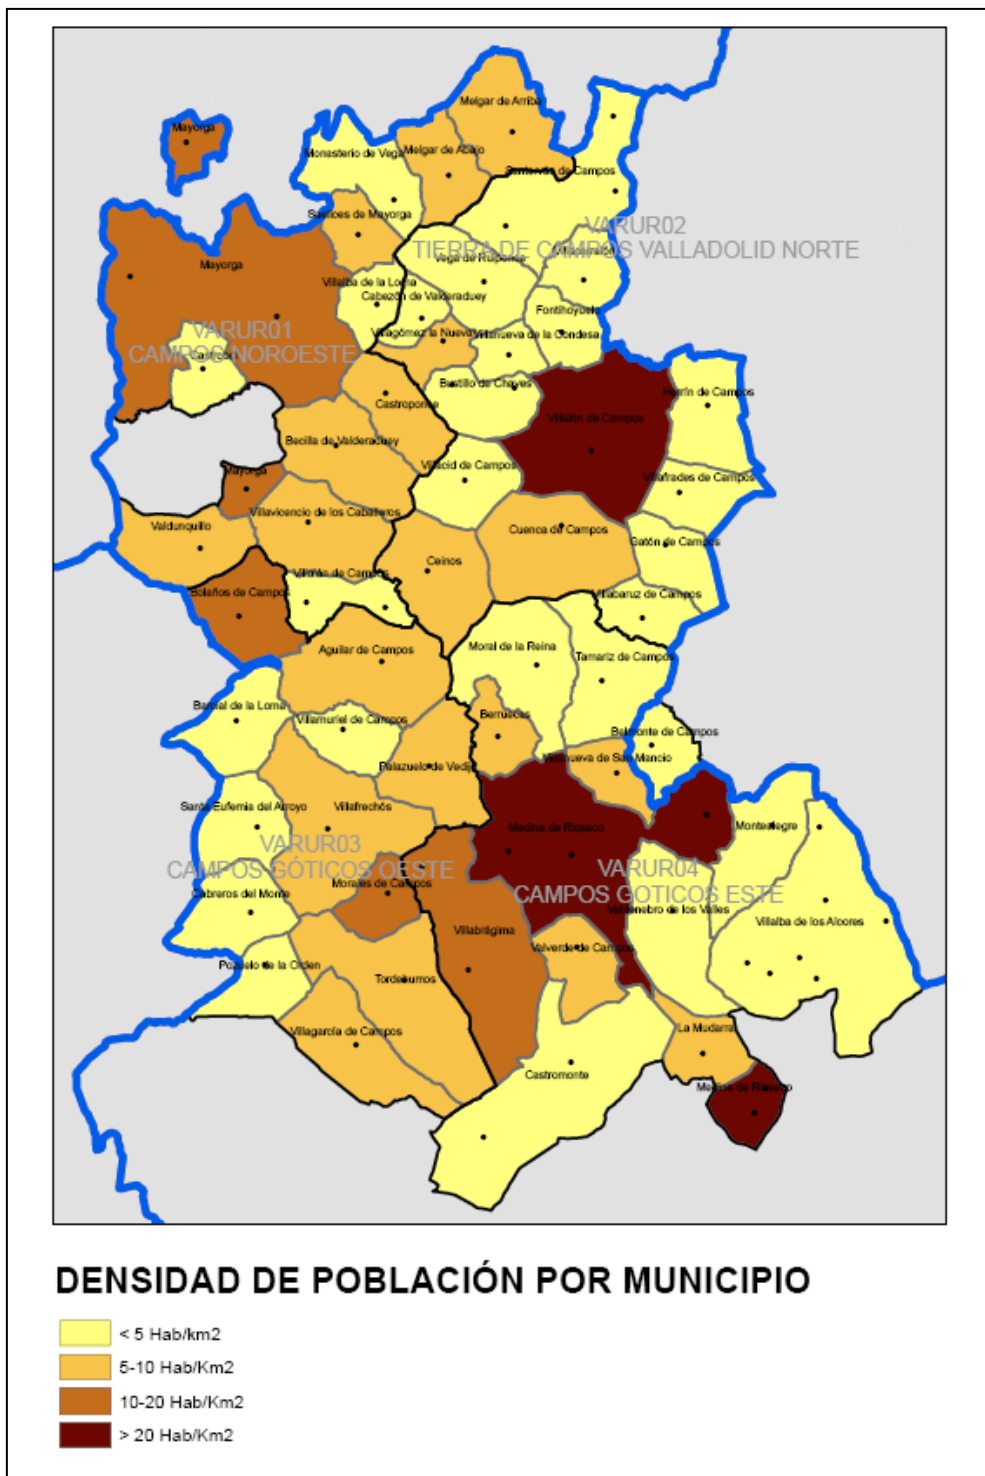 Melgar de Arriba
Mayorga
Melgar de Abajo
Monasterio de Vega
Santervás de Campos
Saelices de Mayorga
VARUR02
TIERRA DE CAMPOS VALLADOLID NORTE
Vega de Ruiponce
Mayorga
Villalba de la Loma
Cabezón de Valderaduey
Fontihoyuelo
VARUR01
CAMPOS NOROESTE
Villagómez la Nueva
Villanueva de la Condesa
Castrobol
Bustillo de Chaves
Herrín de Campos
Castroponce
Villalón de Campos
Becilla de Valderaduey
Villacid de Campos
Mayorga
Villafrades de Campos
Villavicencio de los Caballeros
Valdunquillo
Cuenca de Campos
Gatón de Campos
Ceinos
Bolaños de Campos
Villabaruz de Campos
Aguilar de Campos
Moral de la Reina
Tamariz de Campos
Barcial de la Loma
Villamuriel de Campos
Berrueces
Belmonte de Campos
Palazuelo de Vedija
Villanueva de San Mancio
Santa Eufemia del Arroyo
Villafrechós
Medina de Rioseco
Montealegre
VARUR03
CAMPOS GÓTICOS OESTE
VARUR04
CAMPOS GOTICOS ESTE
Morales de Campos
Cabreros del Monte
Valdenebro de los Valles
Villalba de los Alcores
Villabrágima
Valverde de Campos
Pozuelo de la Orden
Tordehumos
Villagarcía de Campos
La Mudarra
Castromonte
Medina de Rioseco
DENSIDAD DE POBLACIÓN POR MUNICIPIO
< 5 Hab/km2
5-10 Hab/Km2
10-20 Hab/Km2
> 20 Hab/Km2